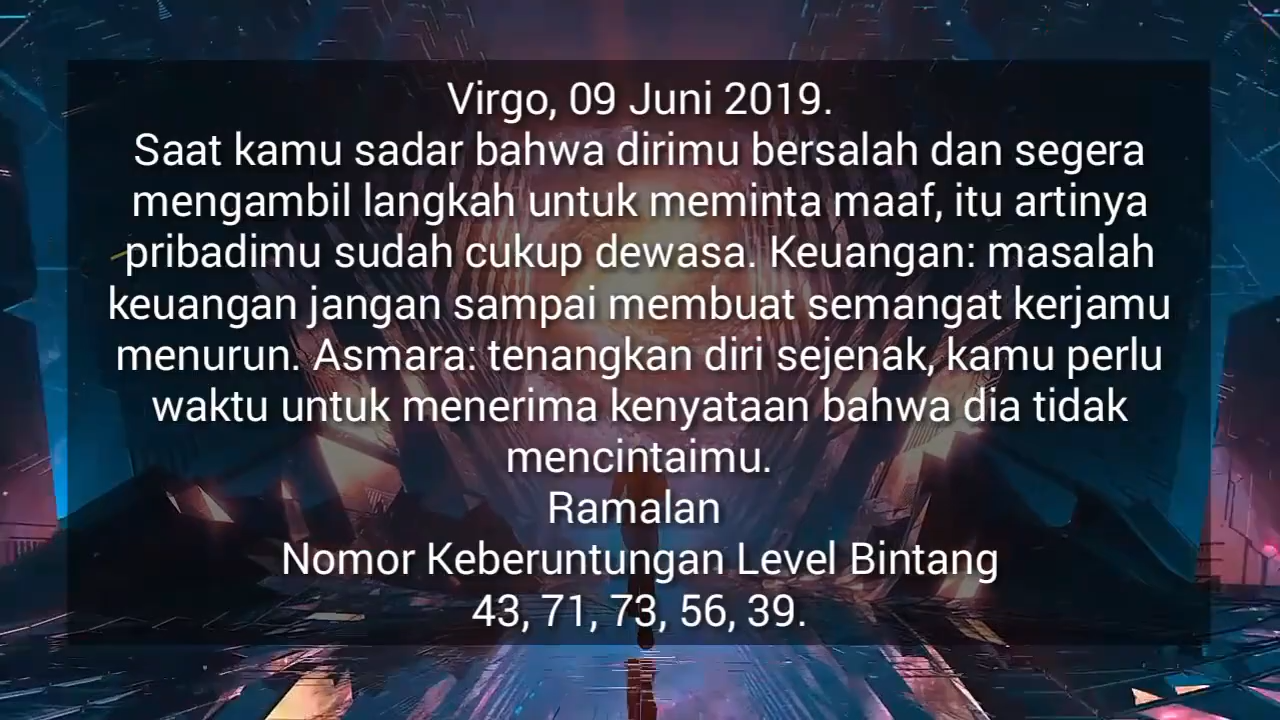 Virgo, 09 Juni 2019.
Saat kamu sadar bahwa dirimu bersalah dan segera
mengambil langkah untuk meminta maaf, itu artinya
pribadimu sudah cukup dewasa. Keuangan: masalah
keuangan jangan sampai membuat semangat kerjamu
menurun. Asmara: tenangkan diri sejenak, kamu perlu
waktu untuk menerima kenyataan bahwa dia tidak
mencintaimu.
Ramalan
Nomor Keberuntungan Level Bintang
43, 71, 73, 56, 39.